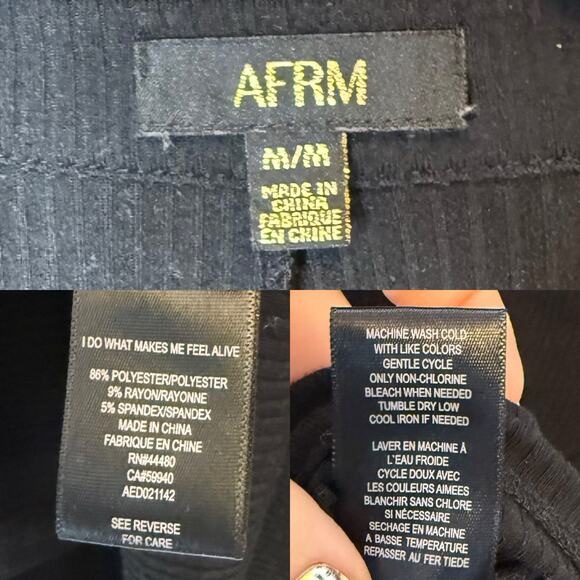 AFRM
M/M
MADE IN
CHINA
FABRIQUE
EN CHINE
I DO WHAT MAKES ME FEEL ALIVE
86% POLYESTER/POLYESTER
9% RAYON/RAYONNE
5% SPANDEX/SPANDEX
MADE IN CHINA
FABRIQUE EN CHINE
RN#44480
CA#59940
AED021142
SEE REVERSE
FOR CARE
MACHINE WASH COLD
WITH LIKE COLORS
GENTLE CYCLE
ONLY NON-CHLORINE
BLEACH WHEN NEEDED
TUMBLE DRY LOW
COOL IRON IF NEEDED
LAVER EN MACHINE À
L'EAU FROIDE
CYCLE DOUX AVEC
LES COULEURS AIMEES
BLANCHIR SANS CHLORE
SI NÉCESSAIRE
SECHAGE EN MACHINE
A BASSE TEMPÉRATURE
REPASSER AU FER TIEDE